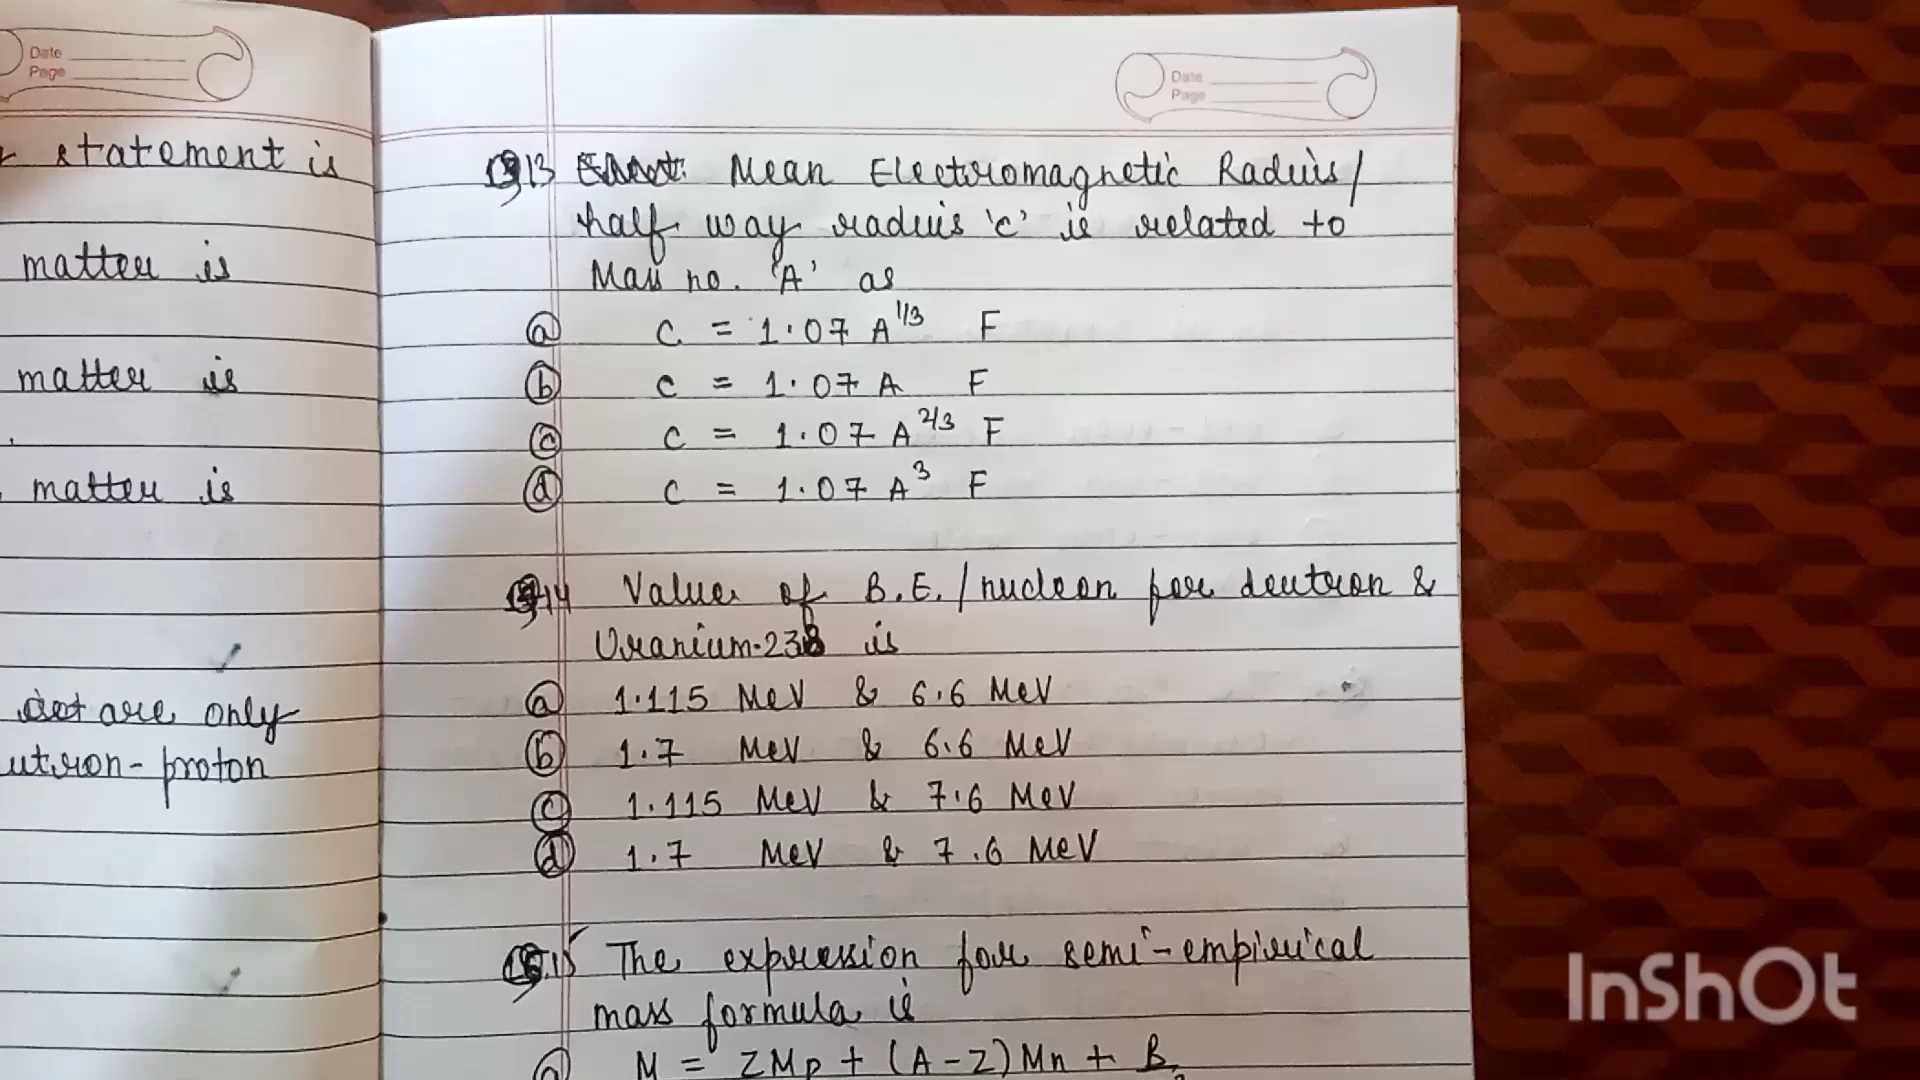 Date
Page
statement is
matter is
matter is
matter is
are only
utron-proton
Date
Page
Q13 Mean Electromagnetic Raduis/
half way raduis 'c' is related to
Mass no. 'A' as
(a) c = 1.07 A^1/3 F
(b) c = 1.07 A F
(c) c = 1.07 A^2/3 F
(d) c = 1.07 A^3 F
Q14 Value of B.E./nucleon for deutron &
Uranium-238 is
(a) 1.115 MeV & 6.6 MeV
(b) 1.7 MeV & 6.6 MeV
(c) 1.115 MeV & 7.6 MeV
(d) 1.7 MeV & 7.6 MeV
Q.15 The expression for semi-empirical
mass formula is
(a) M = ZMp + (A-Z)Mn + B
InShOt